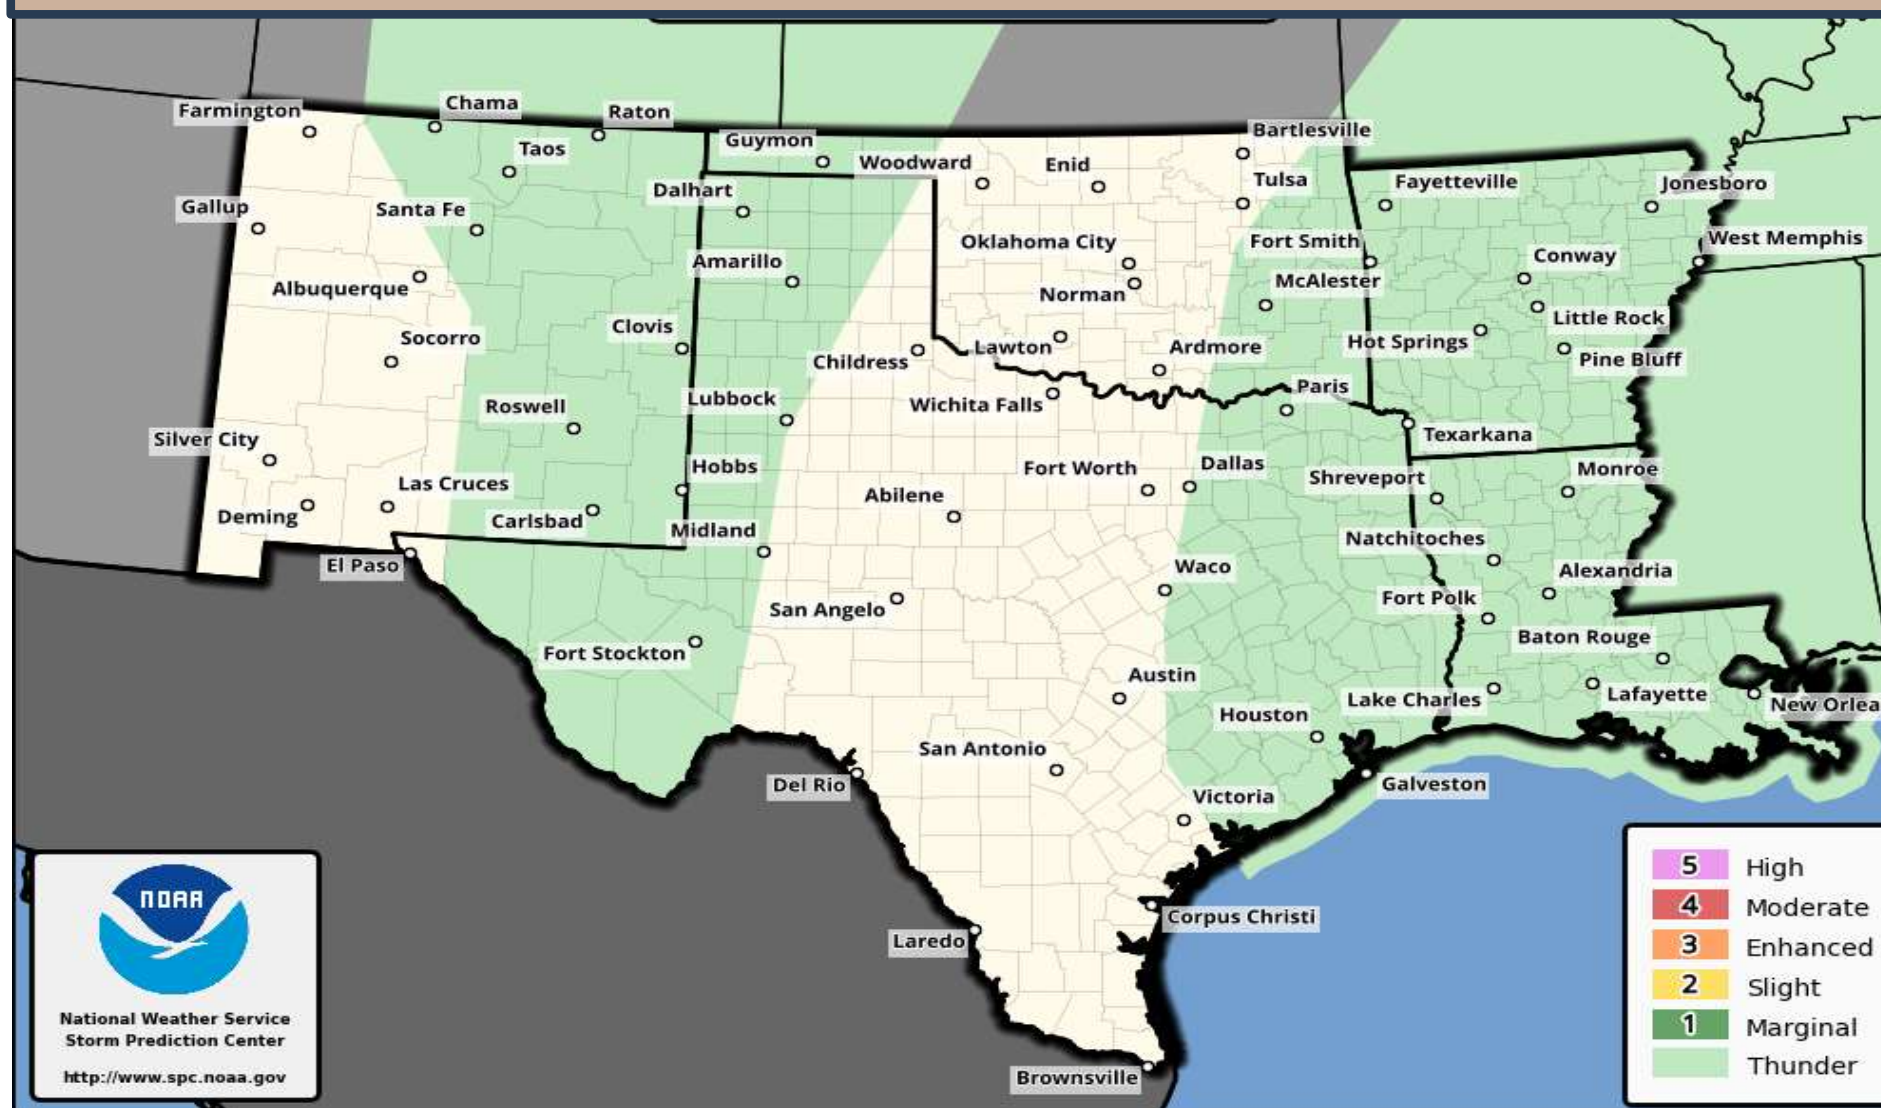 Farmington
Chama
Raton
Guymon
Bartlesville
Taos
Woodward
Enid
Tulsa
Fayetteville
Jonesboro
Dalhart
Gallup
Santa Fe
Oklahoma City
Fort Smith
West Memphis
Conway
Amarillo
McAlester
Albuquerque
Norman
Clovis
Little Rock
Socorro
Lawton
Ardmore
Hot Springs
Pine Bluff
Childress
Paris
Lubbock
Roswell
Wichita Falls
Texarkana
Silver City
Hobbs
Fort Worth
Dallas
Shreveport
Monroe
Las Cruces
Abilene
Deming
Carlsbad
Midland
Natchitoches
El Paso
Waco
Alexandria
San Angelo
Fort Polk
Baton Rouge
Fort Stockton
Austin
Lake Charles
Lafayette
New Orlea
Houston
San Antonio
Del Rio
Galveston
Victoria
Corpus Christi
Laredo
Brownsville
NOAA
National Weather Service
Storm Prediction Center
http://www.spc.noaa.gov
5 High
4 Moderate
3 Enhanced
2 Slight
1 Marginal
Thunder